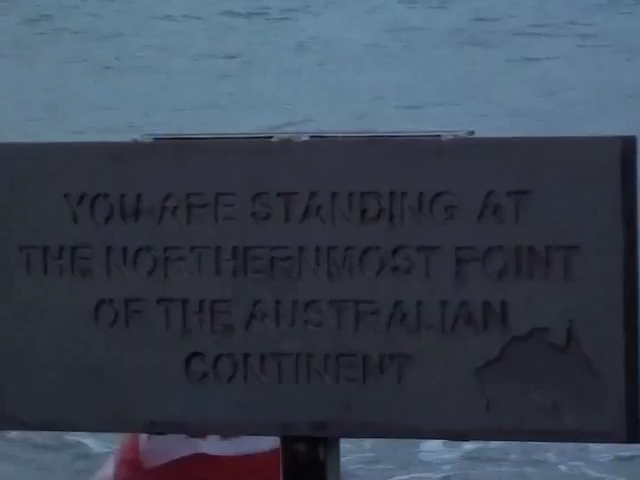 YOU ARE STANDING AT
THE NORTHERNMOST POINT
OF THE AUSTRALIAN
CONTINENT